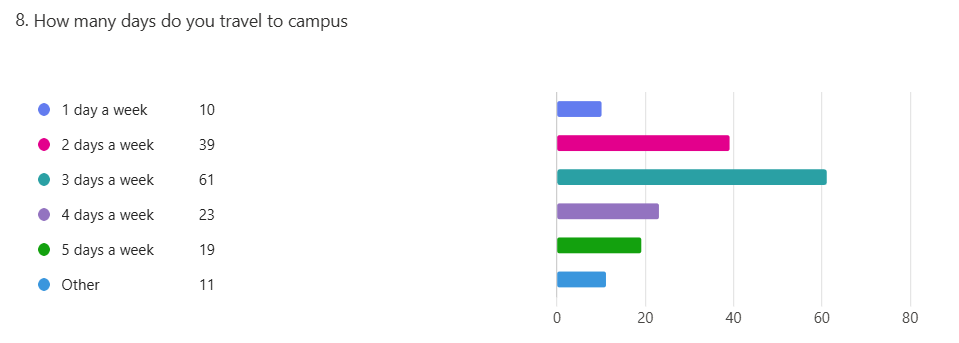 8. How many days do you travel to campus
1 day a week 10
2 days a week 39
3 days a week 61
4 days a week 23
5 days a week 19
Other 11
0 20 40 60 80